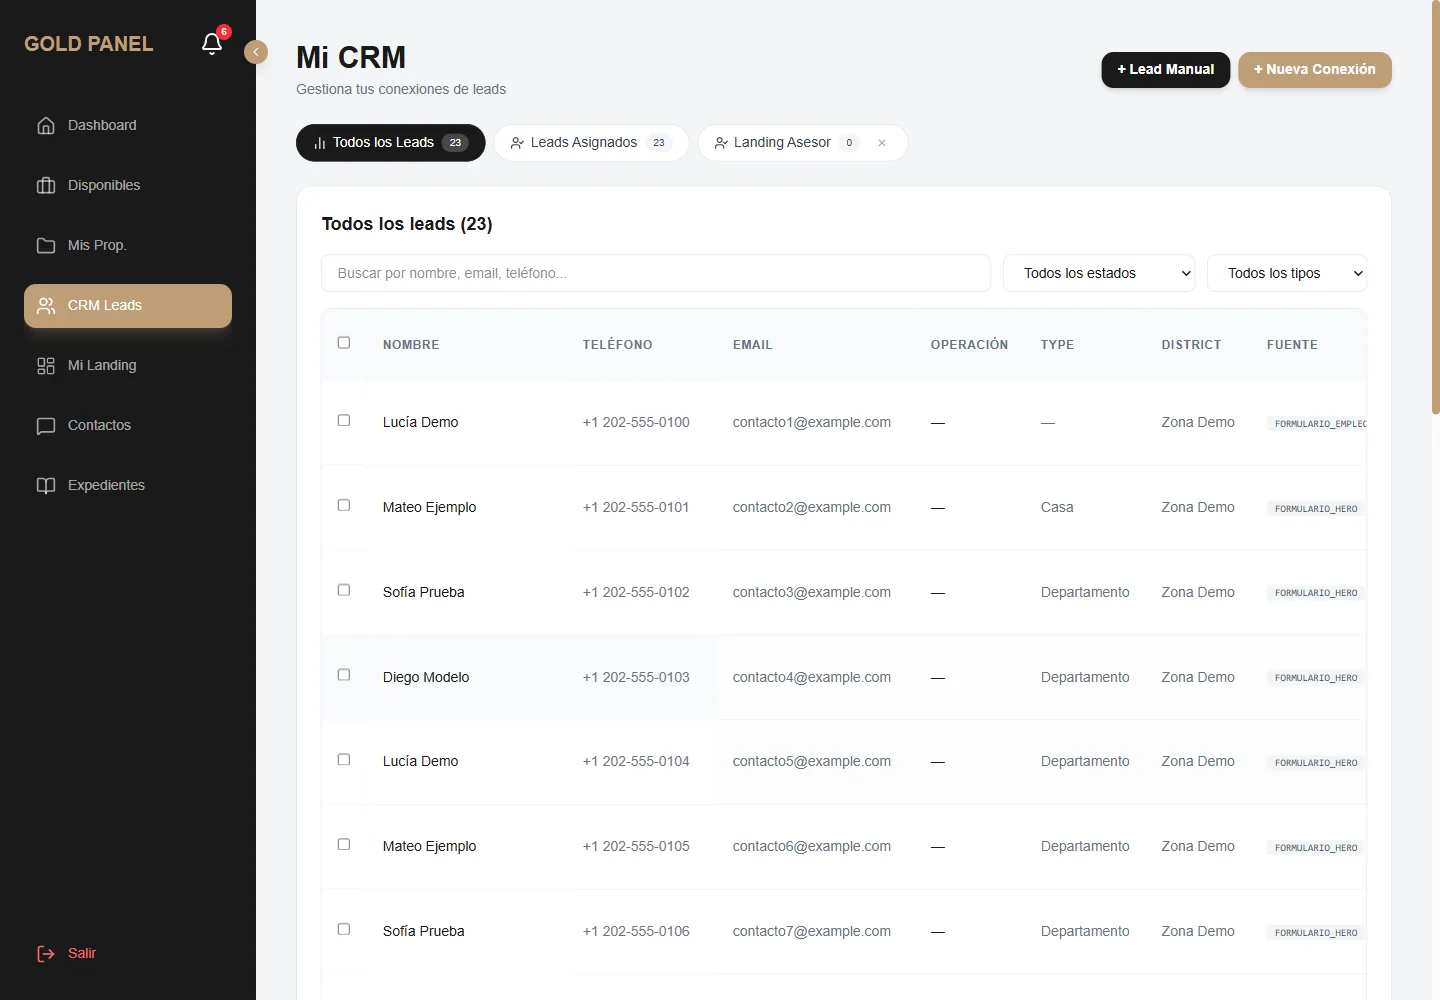 GOLD PANEL
6
Dashboard
Disponibles
Mis Prop.
CRM Leads
Mi Landing
Contactos
Expedientes
Salir
Mi CRM
Gestiona tus conexiones de leads
+ Lead Manual
+ Nueva Conexión
Todos los Leads 23
Leads Asignados 23
Landing Asesor 0 ×
Todos los leads (23)
Buscar por nombre, email, teléfono...
Todos los estados
Todos los tipos
NOMBRE TELÉFONO EMAIL OPERACIÓN TYPE DISTRICT FUENTE
Lucía Demo +1 202-555-0100 contacto1@example.com — — Zona Demo FORMULARIO_EMPLEO
Mateo Ejemplo +1 202-555-0101 contacto2@example.com — Casa Zona Demo FORMULARIO_HERO
Sofía Prueba +1 202-555-0102 contacto3@example.com — Departamento Zona Demo FORMULARIO_HERO
Diego Modelo +1 202-555-0103 contacto4@example.com — Departamento Zona Demo FORMULARIO_HERO
Lucía Demo +1 202-555-0104 contacto5@example.com — Departamento Zona Demo FORMULARIO_HERO
Mateo Ejemplo +1 202-555-0105 contacto6@example.com — Departamento Zona Demo FORMULARIO_HERO
Sofía Prueba +1 202-555-0106 contacto7@example.com — Departamento Zona Demo FORMULARIO_HERO